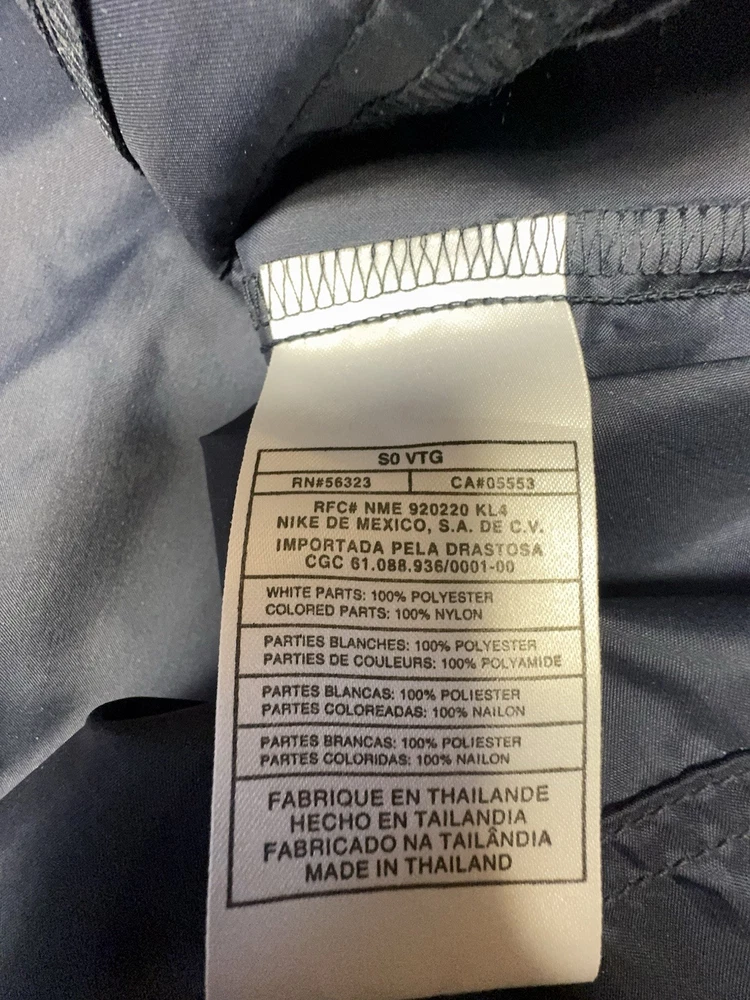 S0 VTG
RN#56323 CA#05553
RFC# NME 920220 KL4
NIKE DE MEXICO, S.A. DE C.V.
IMPORTADA PELA DRASTOSA
CGC 61.088.936/0001-00
WHITE PARTS: 100% POLYESTER
COLORED PARTS: 100% NYLON
PARTIES BLANCHES: 100% POLYESTER
PARTIES DE COULEURS: 100% POLYAMIDE
PARTES BLANCAS: 100% POLIESTER
PARTES COLOREADAS: 100% NAILON
PARTES BRANCAS: 100% POLIESTER
PARTES COLORIDAS: 100% NAILON
FABRIQUE EN THAILANDE
HECHO EN TAILANDIA
FABRICADO NA TAILÂNDIA
MADE IN THAILAND